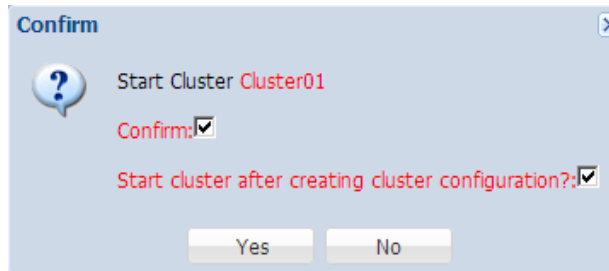 Confirm
Start Cluster Cluster01
Confirm:
Start cluster after creating cluster configuration?:
Yes No